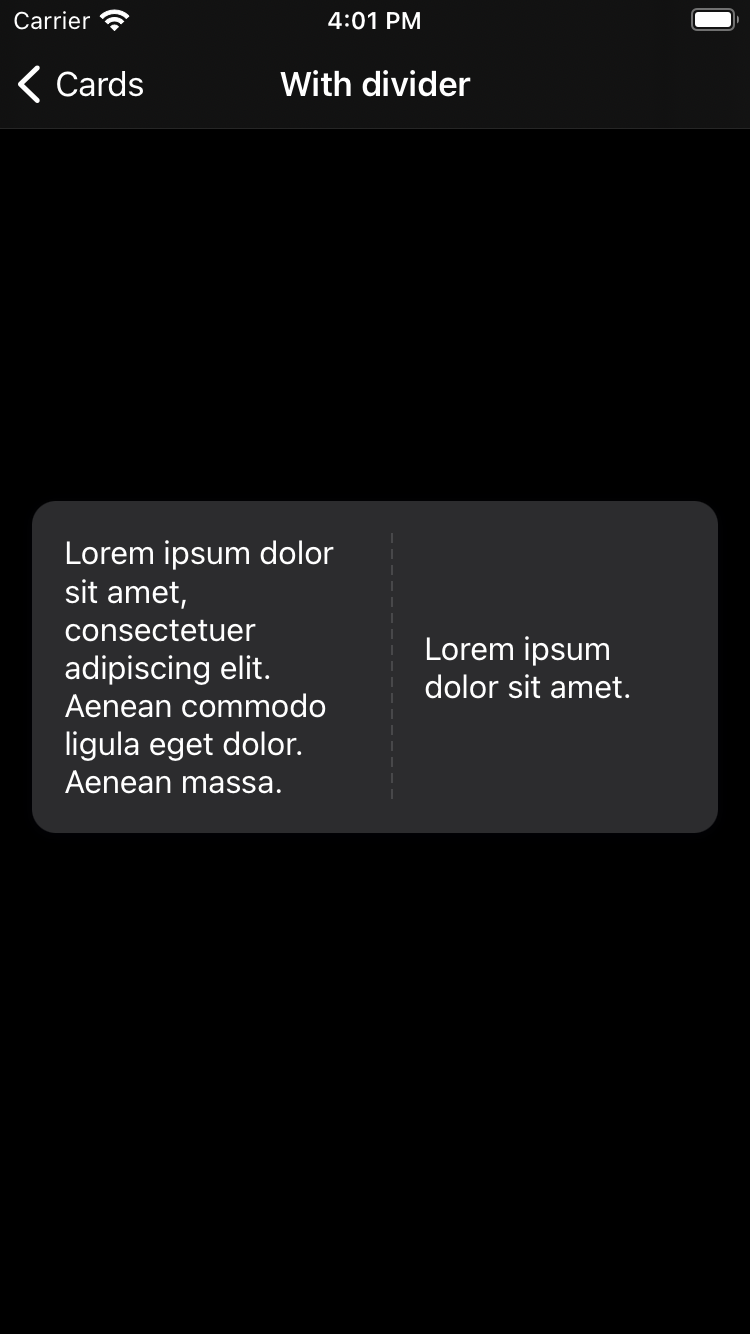 Carrier
4:01 PM
Cards
With divider
Lorem ipsum dolor
sit amet,
consectetuer
adipiscing elit.
Aenean commodo
ligula eget dolor.
Aenean massa.
Lorem ipsum
dolor sit amet.